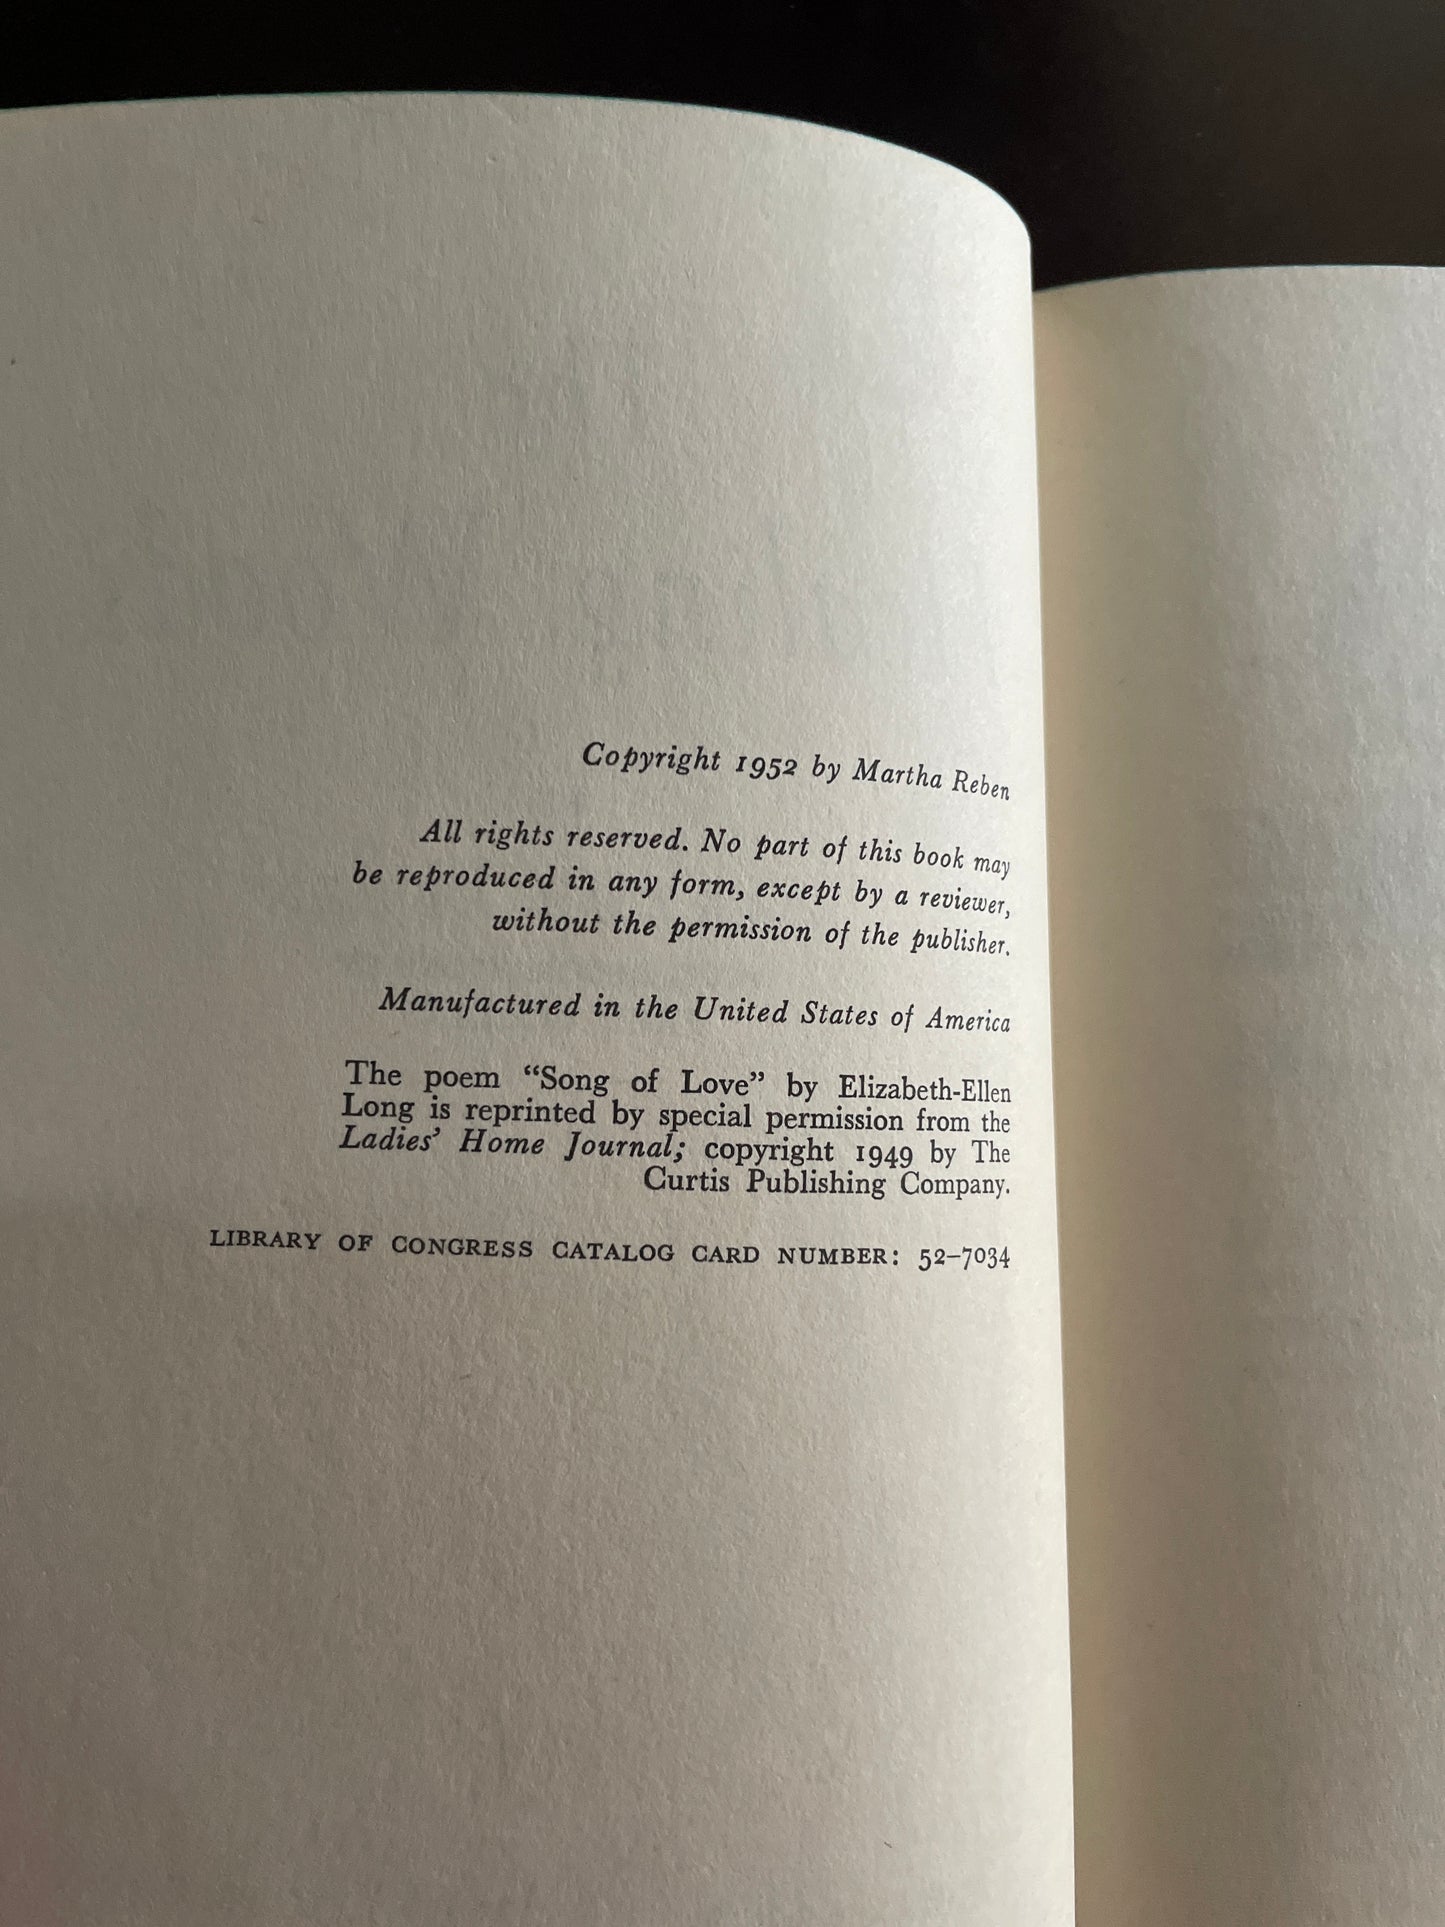 Copyright 1952 by Martha Reben
All rights reserved. No part of this book may
be reproduced in any form, except by a reviewer,
without the permission of the publisher.
Manufactured in the United States of America
The poem “Song of Love” by Elizabeth-Ellen
Long is reprinted by special permission from the
Ladies’ Home Journal; copyright 1949 by The
Curtis Publishing Company.
LIBRARY OF CONGRESS CATALOG CARD NUMBER: 52–7034